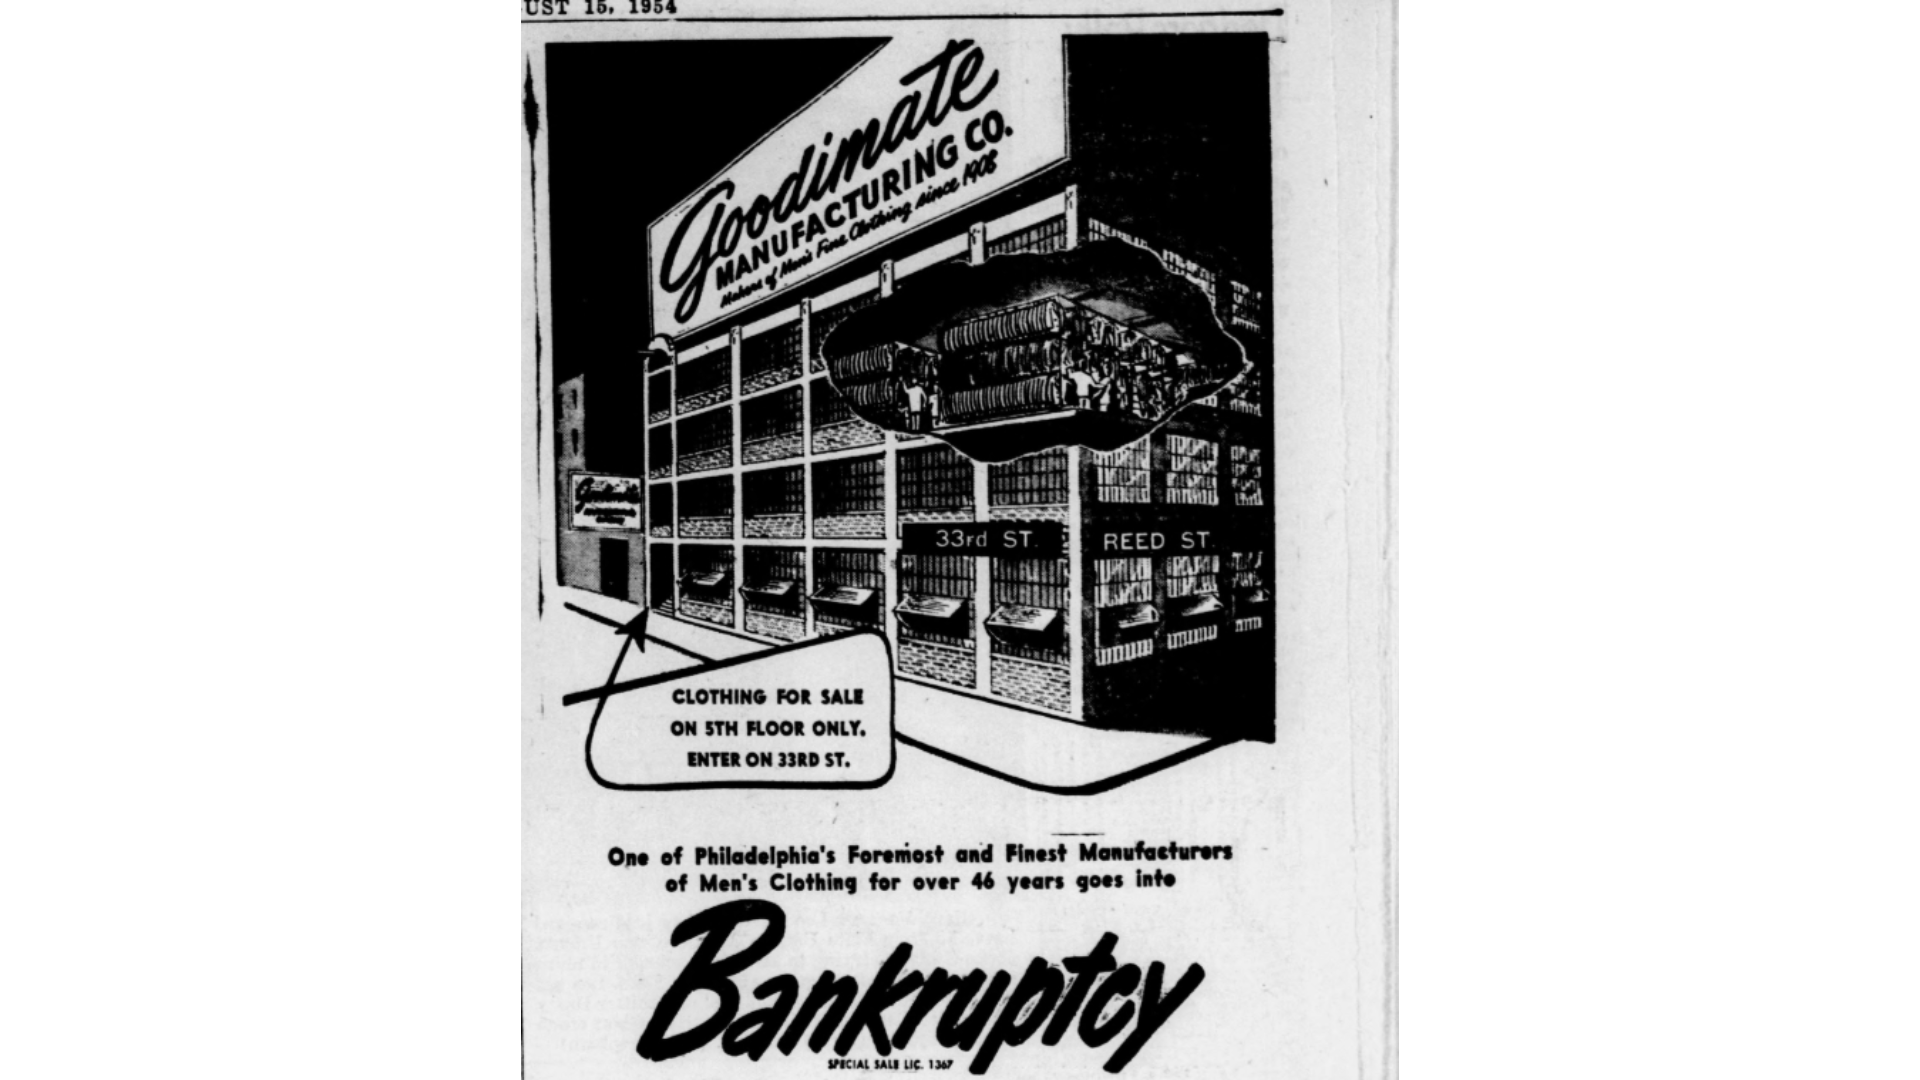 UST 15, 1954
Goodimate
MANUFACTURING CO.
Makers of Men's Fine Clothing since 1908
Goodimate
33rd ST.
REED ST.
CLOTHING FOR SALE
ON 5TH FLOOR ONLY.
ENTER ON 33RD ST.
One of Philadelphia's Foremost and Finest Manufacturers
of Men's Clothing for over 46 years goes into
Bankruptcy
SPECIAL SALE LIC. 1367